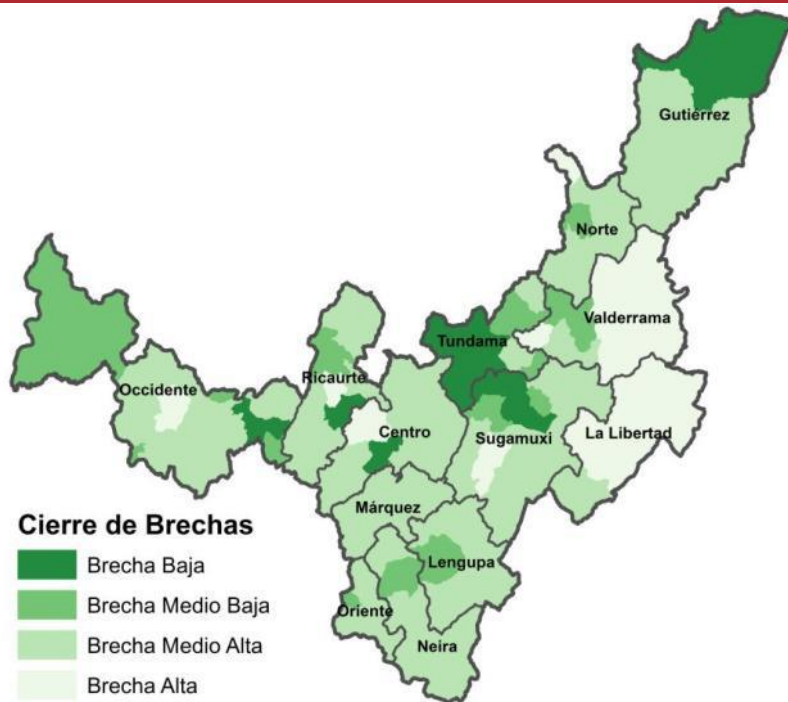 Gutiérrez
Norte
Valderrama
Tundama
Occidente
Ricaurte
Centro
Sugamuxi
La Libertad
Márquez
Lengupa
Oriente
Neira
Cierre de Brechas
Brecha Baja
Brecha Medio Baja
Brecha Medio Alta
Brecha Alta